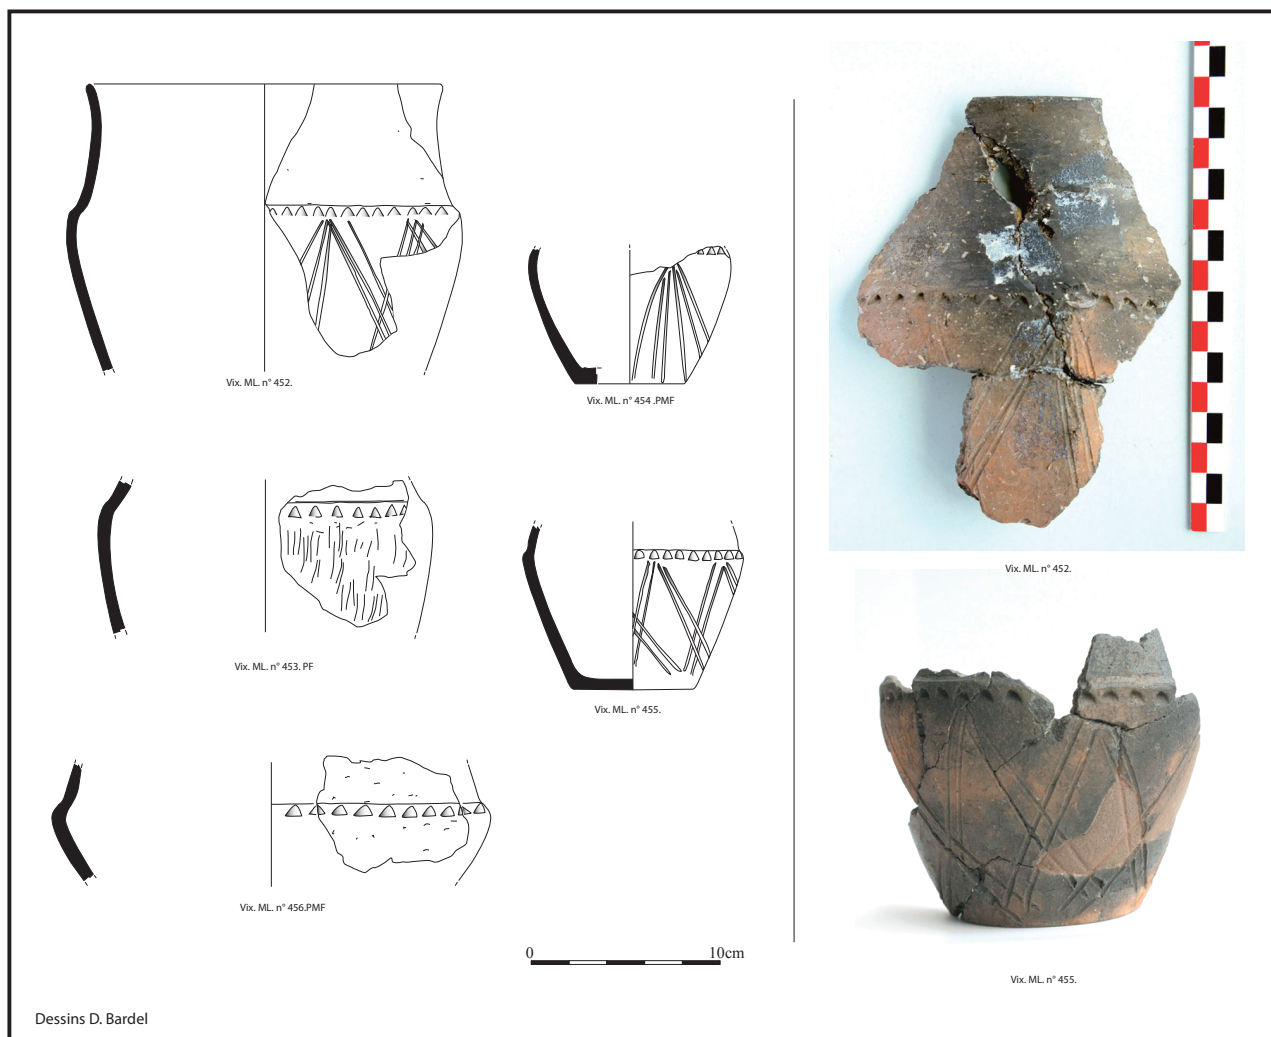 Vix. ML. n° 452.
Vix. ML. n° 454 .PMF
Vix. ML. n° 453. PF
Vix. ML. n° 455.
Vix. ML. n° 456.PMF
0 10cm
Dessins D. Bardel
Vix. ML. n° 452.
Vix. ML. n° 455.